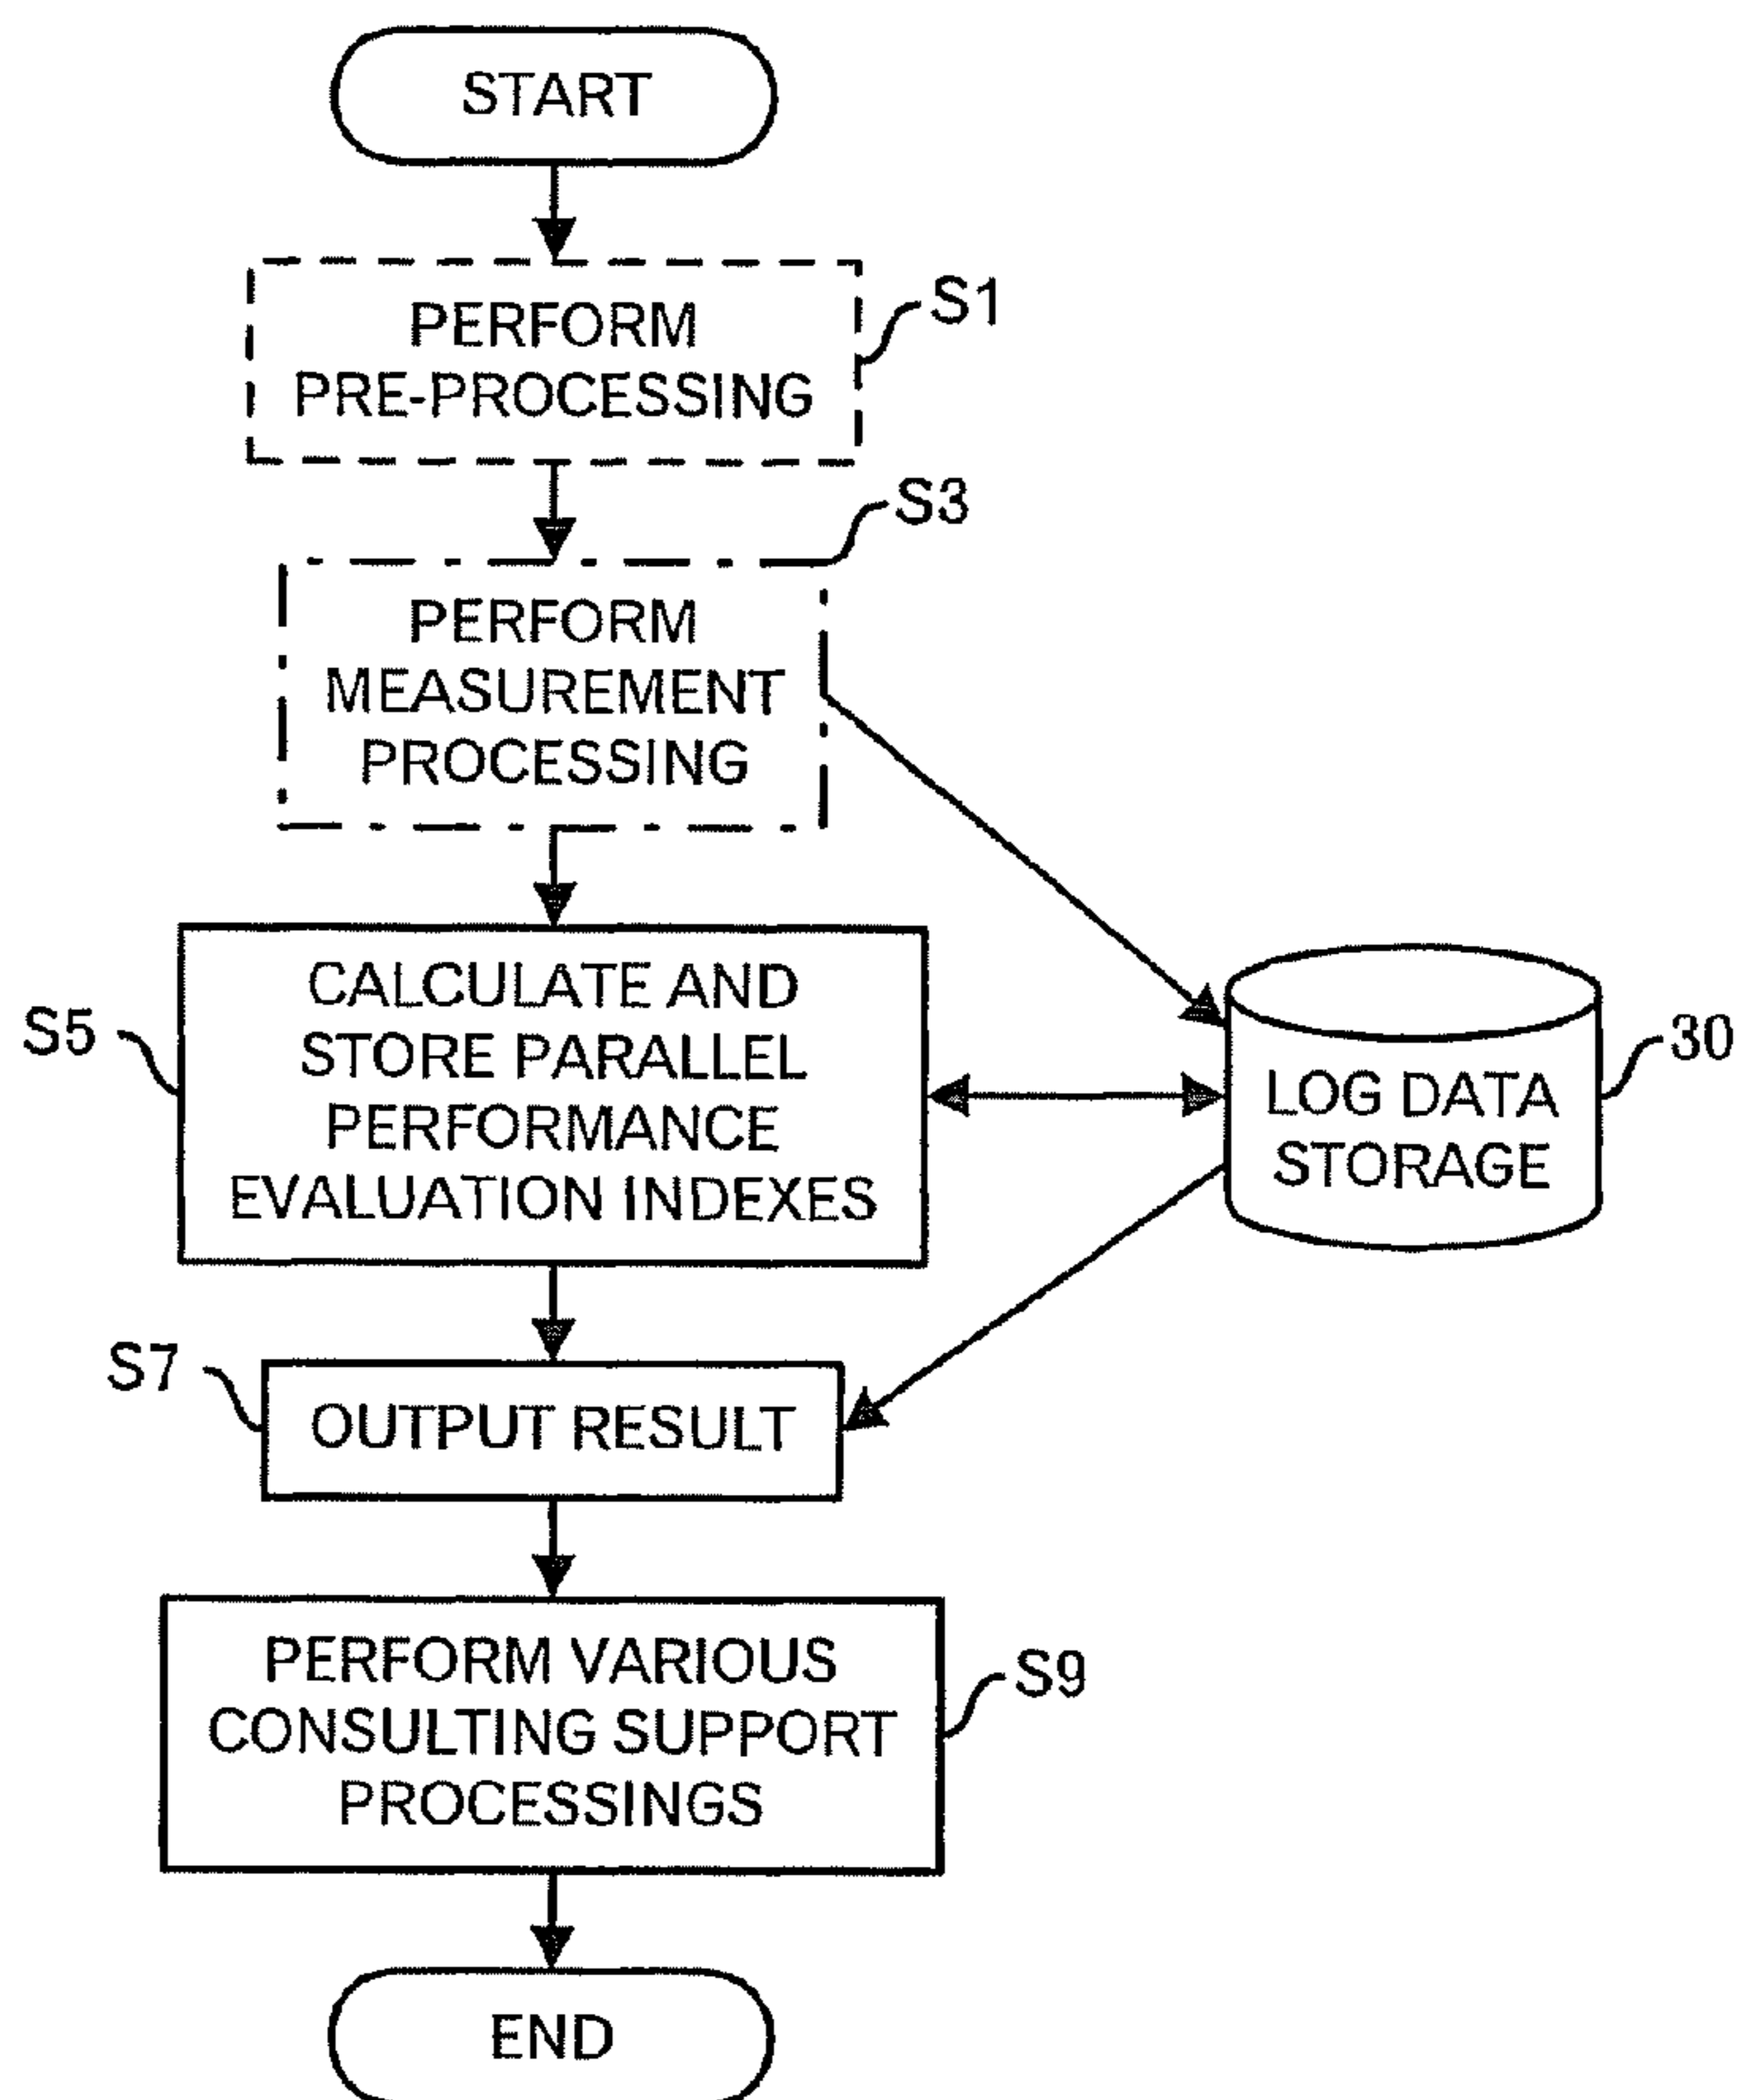 START
PERFORM
PRE-PROCESSING
S1
PERFORM
MEASUREMENT
PROCESSING
S3
CALCULATE AND
STORE PARALLEL
PERFORMANCE
EVALUATION INDEXES
S5
LOG DATA
STORAGE
30
OUTPUT RESULT
S7
PERFORM VARIOUS
CONSULTING SUPPORT
PROCESSINGS
S9
END